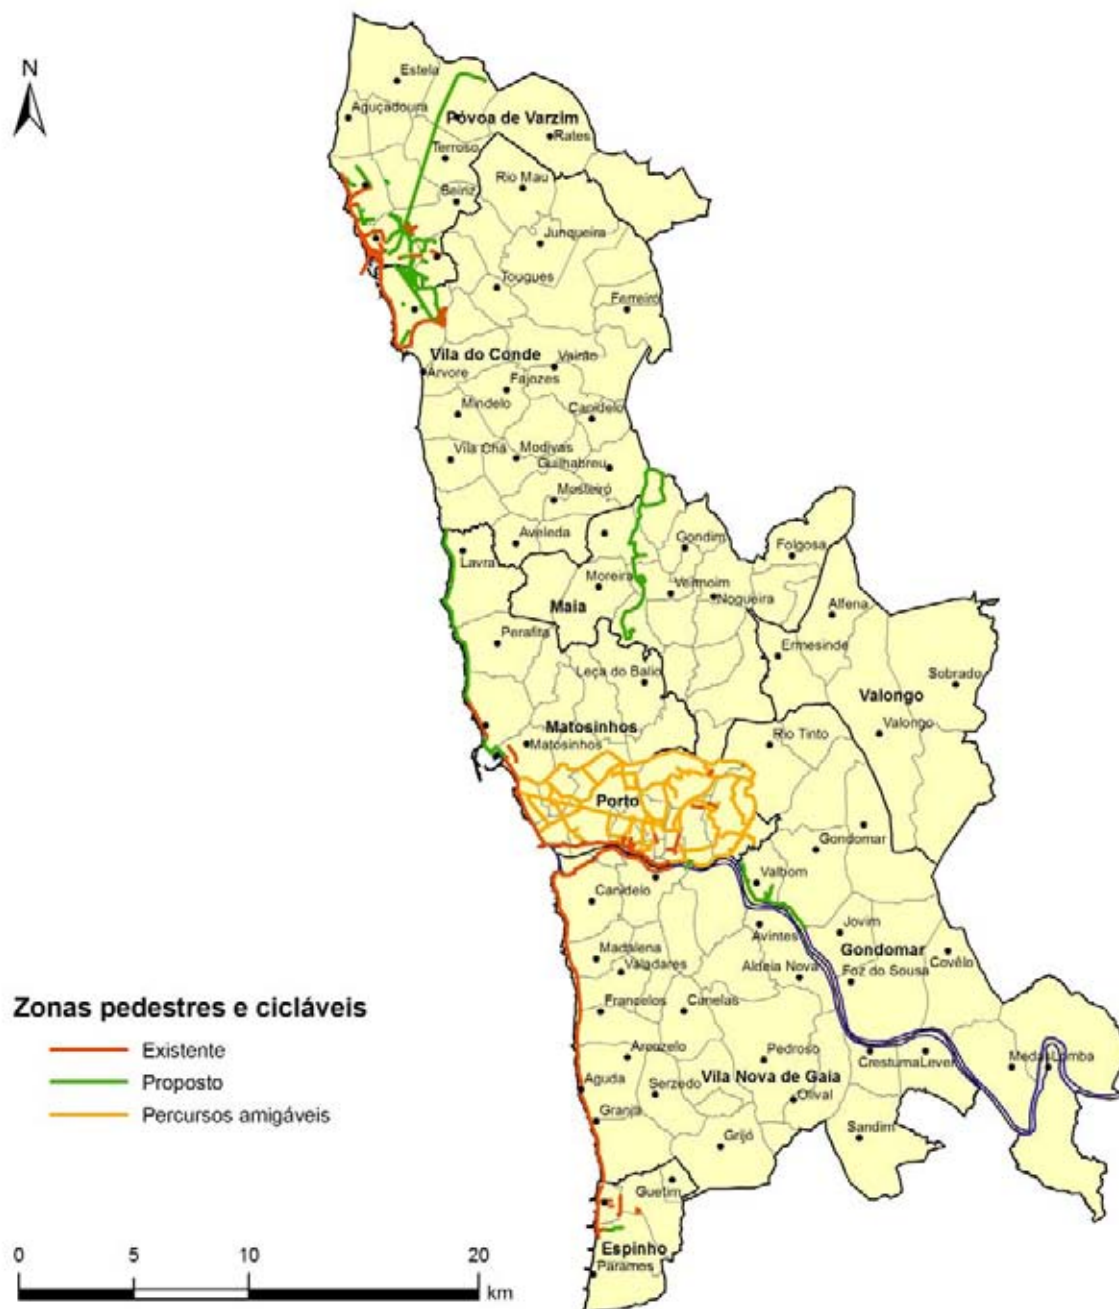 N
Estela
Aguçadoura
Póvoa de Varzim
Rates
Terroso
Rio Mau
Beiriz
Junqueira
Tougues
Ferreiró
Vila do Conde
Vairão
Árvore
Fajozes
Mindelo
Canidelo
Vila Chã
Modivas
Guilhabreu
Mosteiró
Aveleda
Lavra
Gondim
Folgosa
Moreira
Vermoim
Nogueira
Maia
Alfena
Perafita
Ermesinde
Leça do Balio
Sobrado
Valongo
Valongo
Matosinhos
Matosinhos
Rio Tinto
Porto
Gondomar
Valbom
Canidelo
Avintes
Jovim
Gondomar
Madalena
Valadares
Aldeia Nova
Foz do Sousa
Covêlo
Francelos
Canelas
Zonas pedestres e cicláveis
Existente
Proposto
Percursos amigáveis
Arcozelo
Pedroso
Crestuma
Lever
Medas
Lomba
Aguda
Serzedo
Vila Nova de Gaia
Olival
Granja
Grijó
Sandim
Guetim
Espinho
Parames
0 5 10 20
km